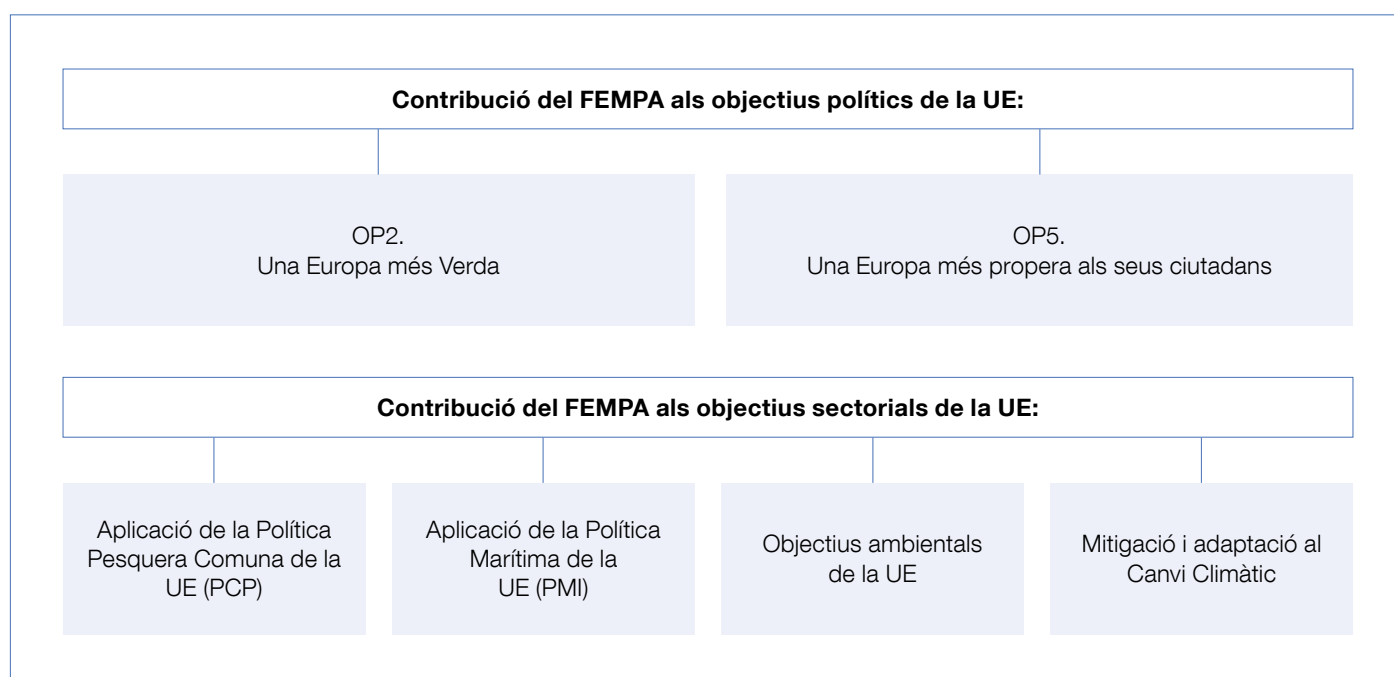 Contribució del FEMPA als objectius polítics de la UE:
OP2.
Una Europa més Verda
OP5.
Una Europa més propera als seus ciutadans
Contribució del FEMPA als objectius sectorials de la UE:
Aplicació de la Política
Pesquera Comuna de la
UE (PCP)
Aplicació de la Política
Marítima de la
UE (PMI)
Objectius ambientals
de la UE
Mitigació i adaptació al
Canvi Climàtic